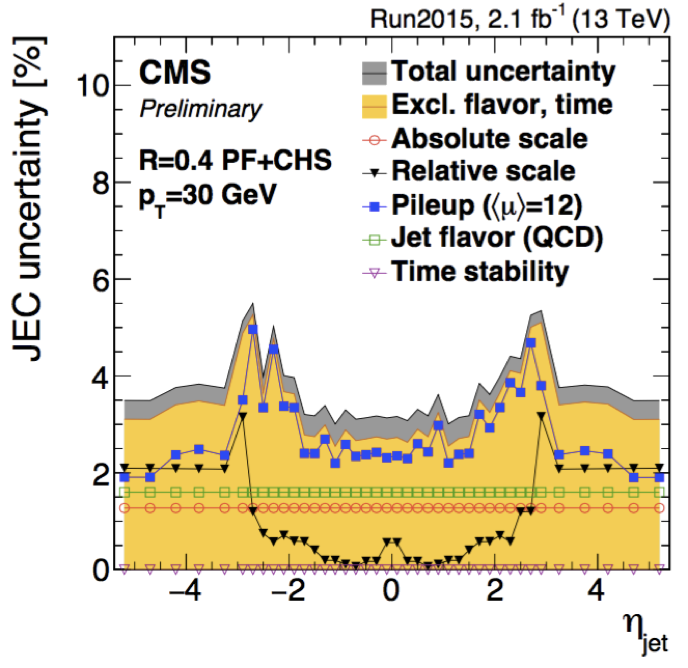 Run2015, 2.1 fb⁻¹ (13 TeV)
JEC uncertainty [%]
10
8
6
4
2
0
CMS
Preliminary
R=0.4 PF+CHS
p_T=30 GeV
Total uncertainty
Excl. flavor, time
Absolute scale
Relative scale
Pileup (⟨μ⟩=12)
Jet flavor (QCD)
Time stability
−4 −2 0 2 4
η_jet